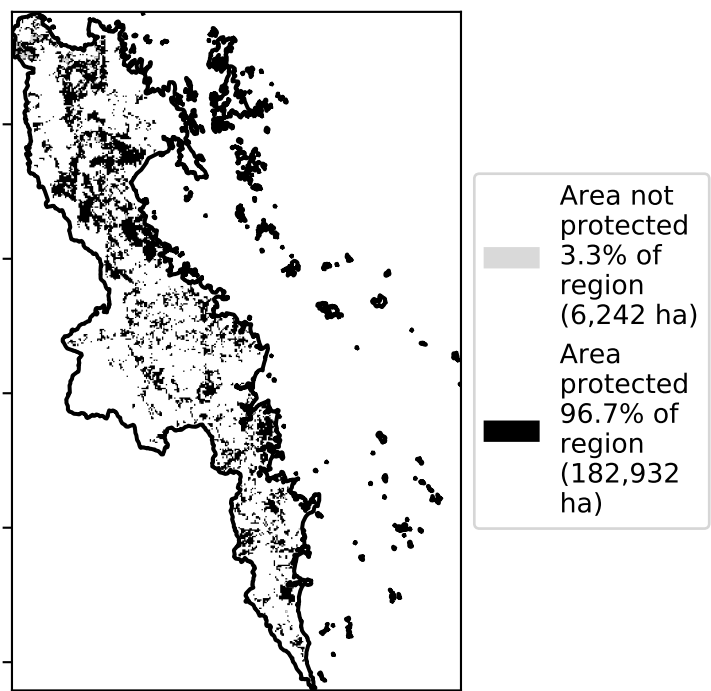 Area not
protected
3.3% of
region
(6,242 ha)
Area
protected
96.7% of
region
(182,932
ha)